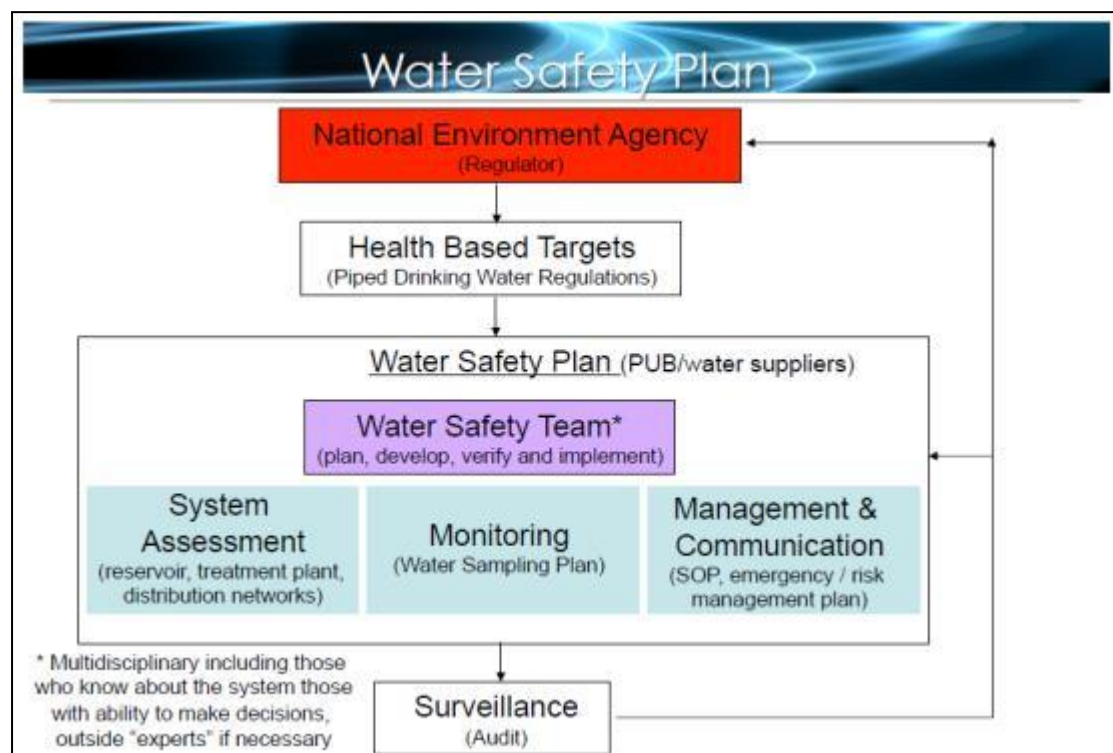 Water Safety Plan
National Environment Agency
(Regulator)
Health Based Targets
(Piped Drinking Water Regulations)
Water Safety Plan (PUB/water suppliers)
Water Safety Team*
(plan, develop, verify and implement)
System
Assessment
(reservoir, treatment plant,
distribution networks)
Monitoring
(Water Sampling Plan)
Management &
Communication
(SOP, emergency / risk
management plan)
* Multidisciplinary including those
who know about the system those
with ability to make decisions,
outside "experts" if necessary
Surveillance
(Audit)